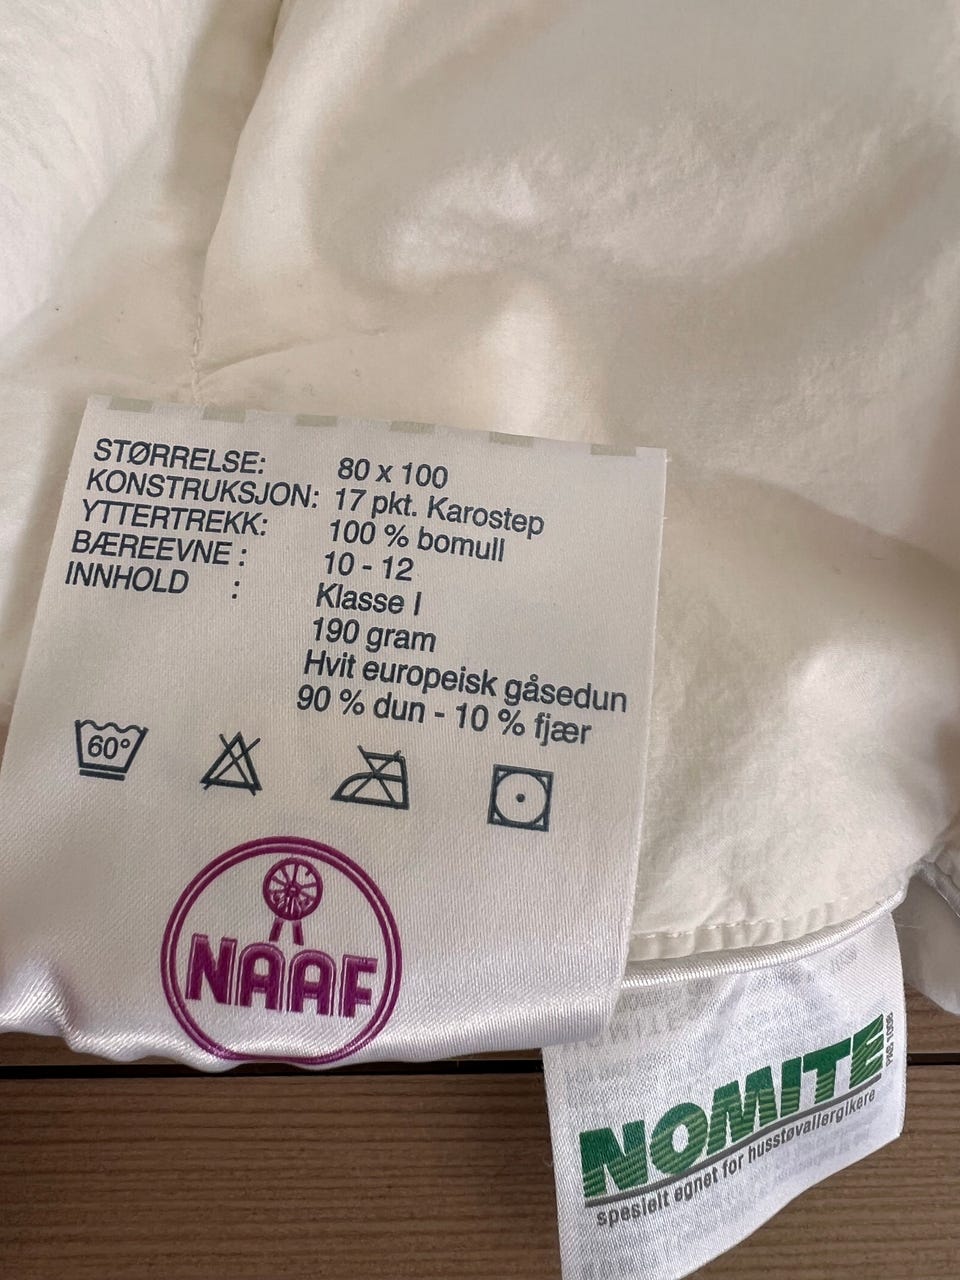 STØRRELSE: 80 x 100
KONSTRUKSJON: 17 pkt. Karostep
YTTERTREKK: 100 % bomull
BÆREEVNE : 10 - 12
INNHOLD : Klasse I
190 gram
Hvit europeisk gåsedun
90 % dun - 10 % fjær
60°
NAAF
NOMITE
spesielt egnet for husstøvallergikere